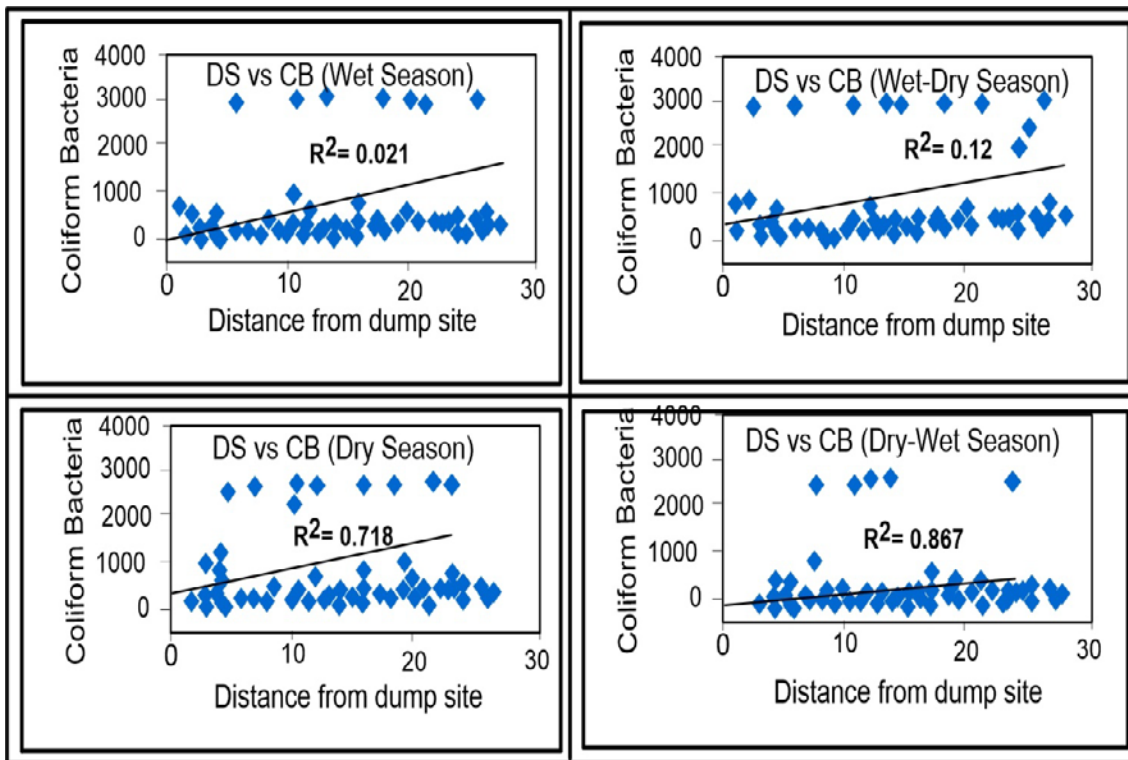 4000
DS vs CB (Wet Season)
3000
2000
R2= 0.021
1000
0
Coliform Bacteria
0 10 20 30
Distance from dump site
4000
DS vs CB (Wet-Dry Season)
3000
2000
R2= 0.12
1000
0
Coliform Bacteria
0 10 20 30
Distance from dump site
4000
DS vs CB (Dry Season)
3000
2000
R2= 0.718
1000
0
Coliform Bacteria
0 10 20 30
Distance from dump site
4000
DS vs CB (Dry-Wet Season)
3000
2000
R2= 0.867
1000
0
Coliform Bacteria
0 10 20 30
Distance from dump site